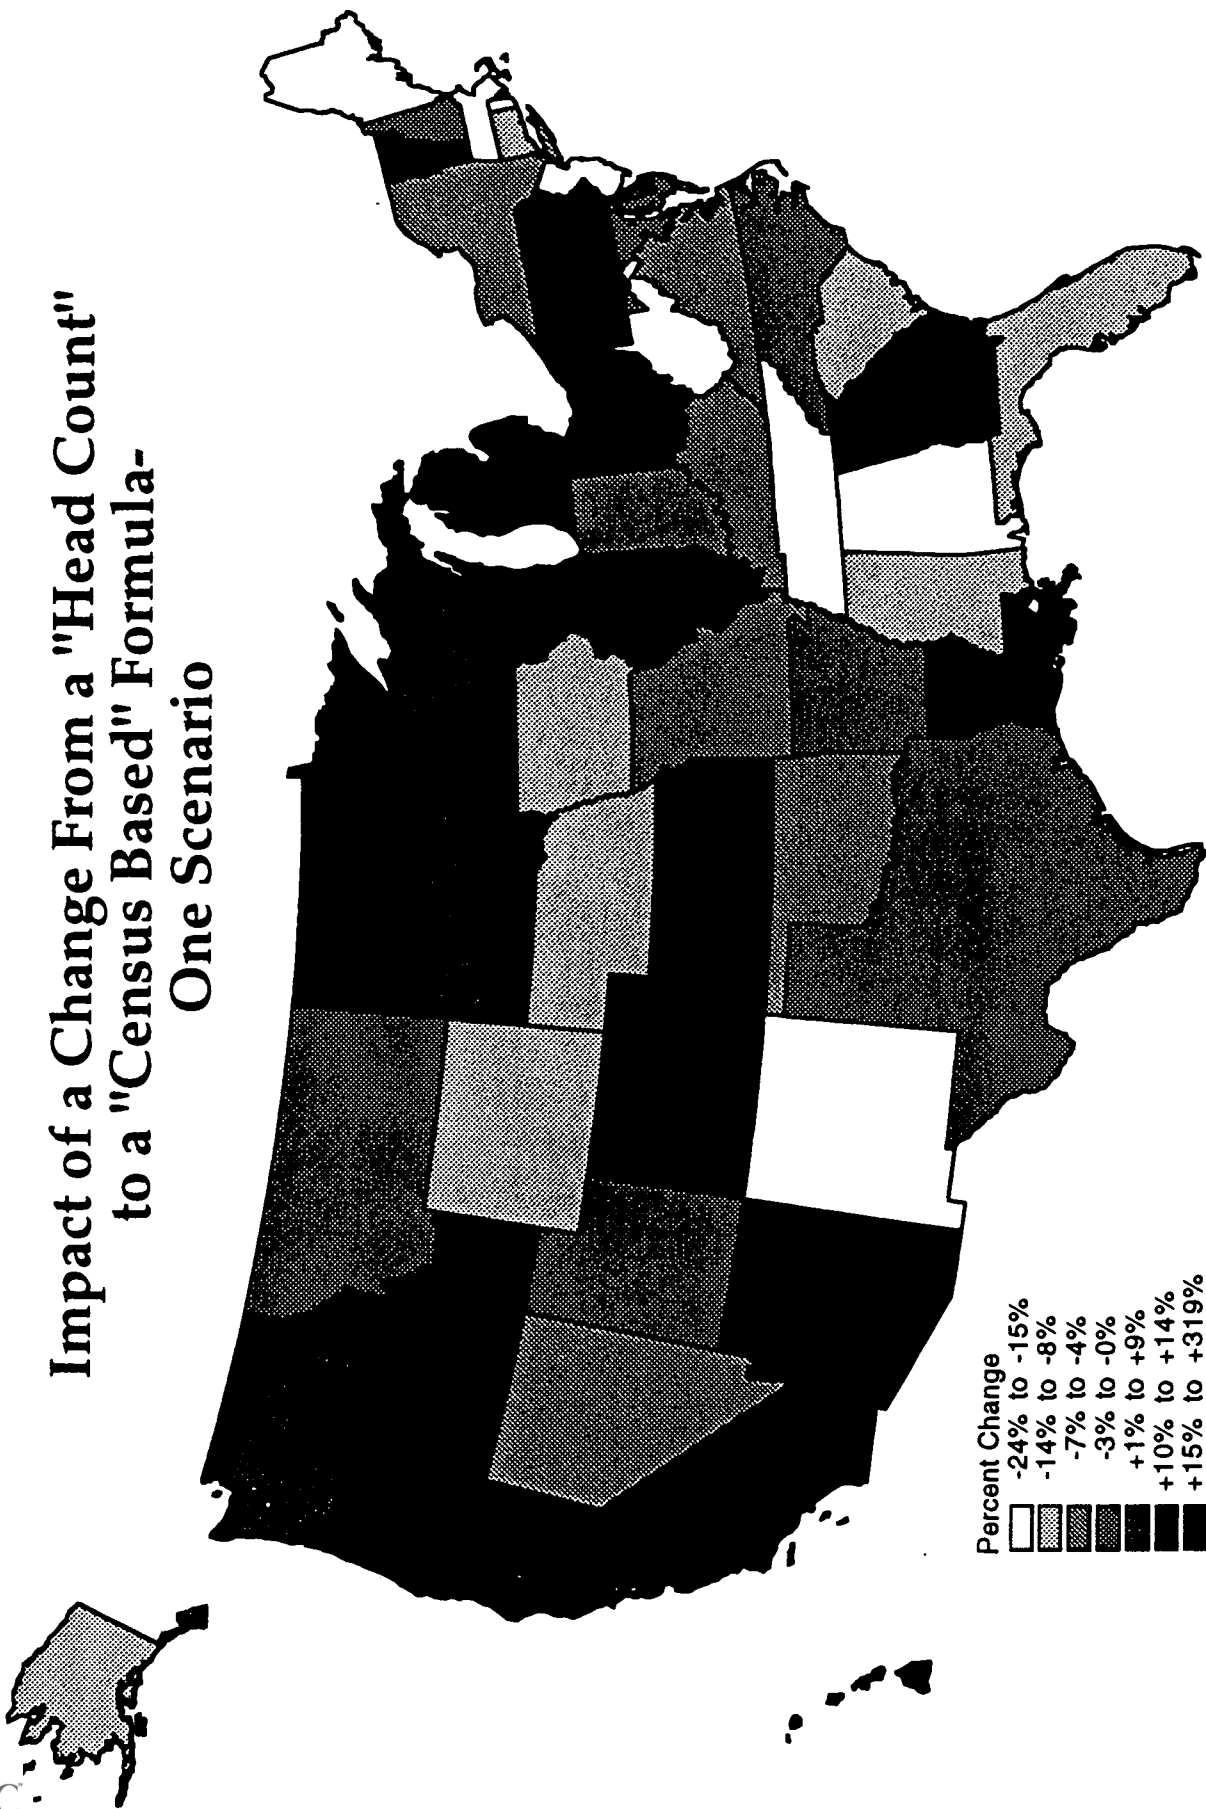 Impact of a Change From a "Head Count"
to a "Census Based" Formula-
One Scenario
Percent Change
-24% to -15%
-14% to -8%
-7% to -4%
-3% to -0%
+1% to +9%
+10% to +14%
+15% to +319%